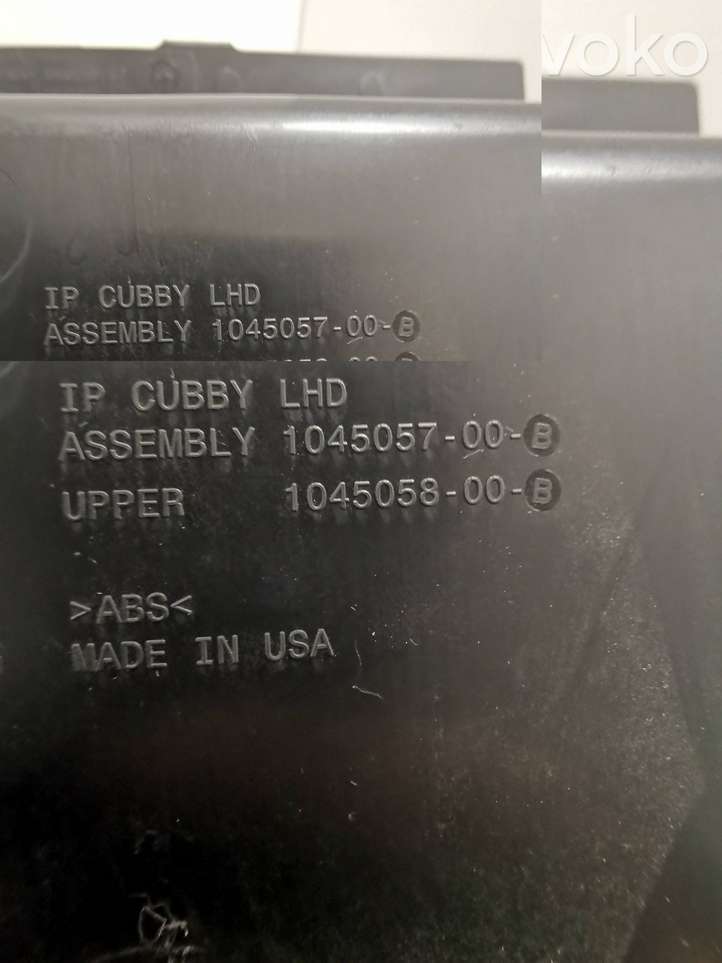 voko
IP CUBBY LHD
ASSEMBLY 1045057-00-B
IP CUBBY LHD
ASSEMBLY 1045057-00-B
UPPER 1045058-00-B
>ABS<
MADE IN USA